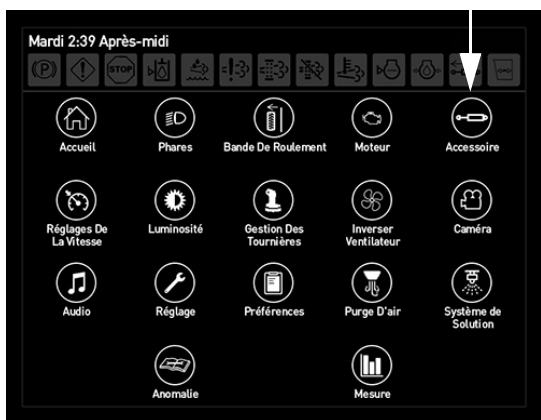 Mardi 2:39 Après-midi
(P) STOP
Accueil Phares Bande De Roulement Moteur Accessoire
Réglages De La Vitesse Luminosité Gestion Des Tournières Inverser Ventilateur Caméra
Audio Réglage Préférences Purge D'air Système de Solution
Anomalie Mesure